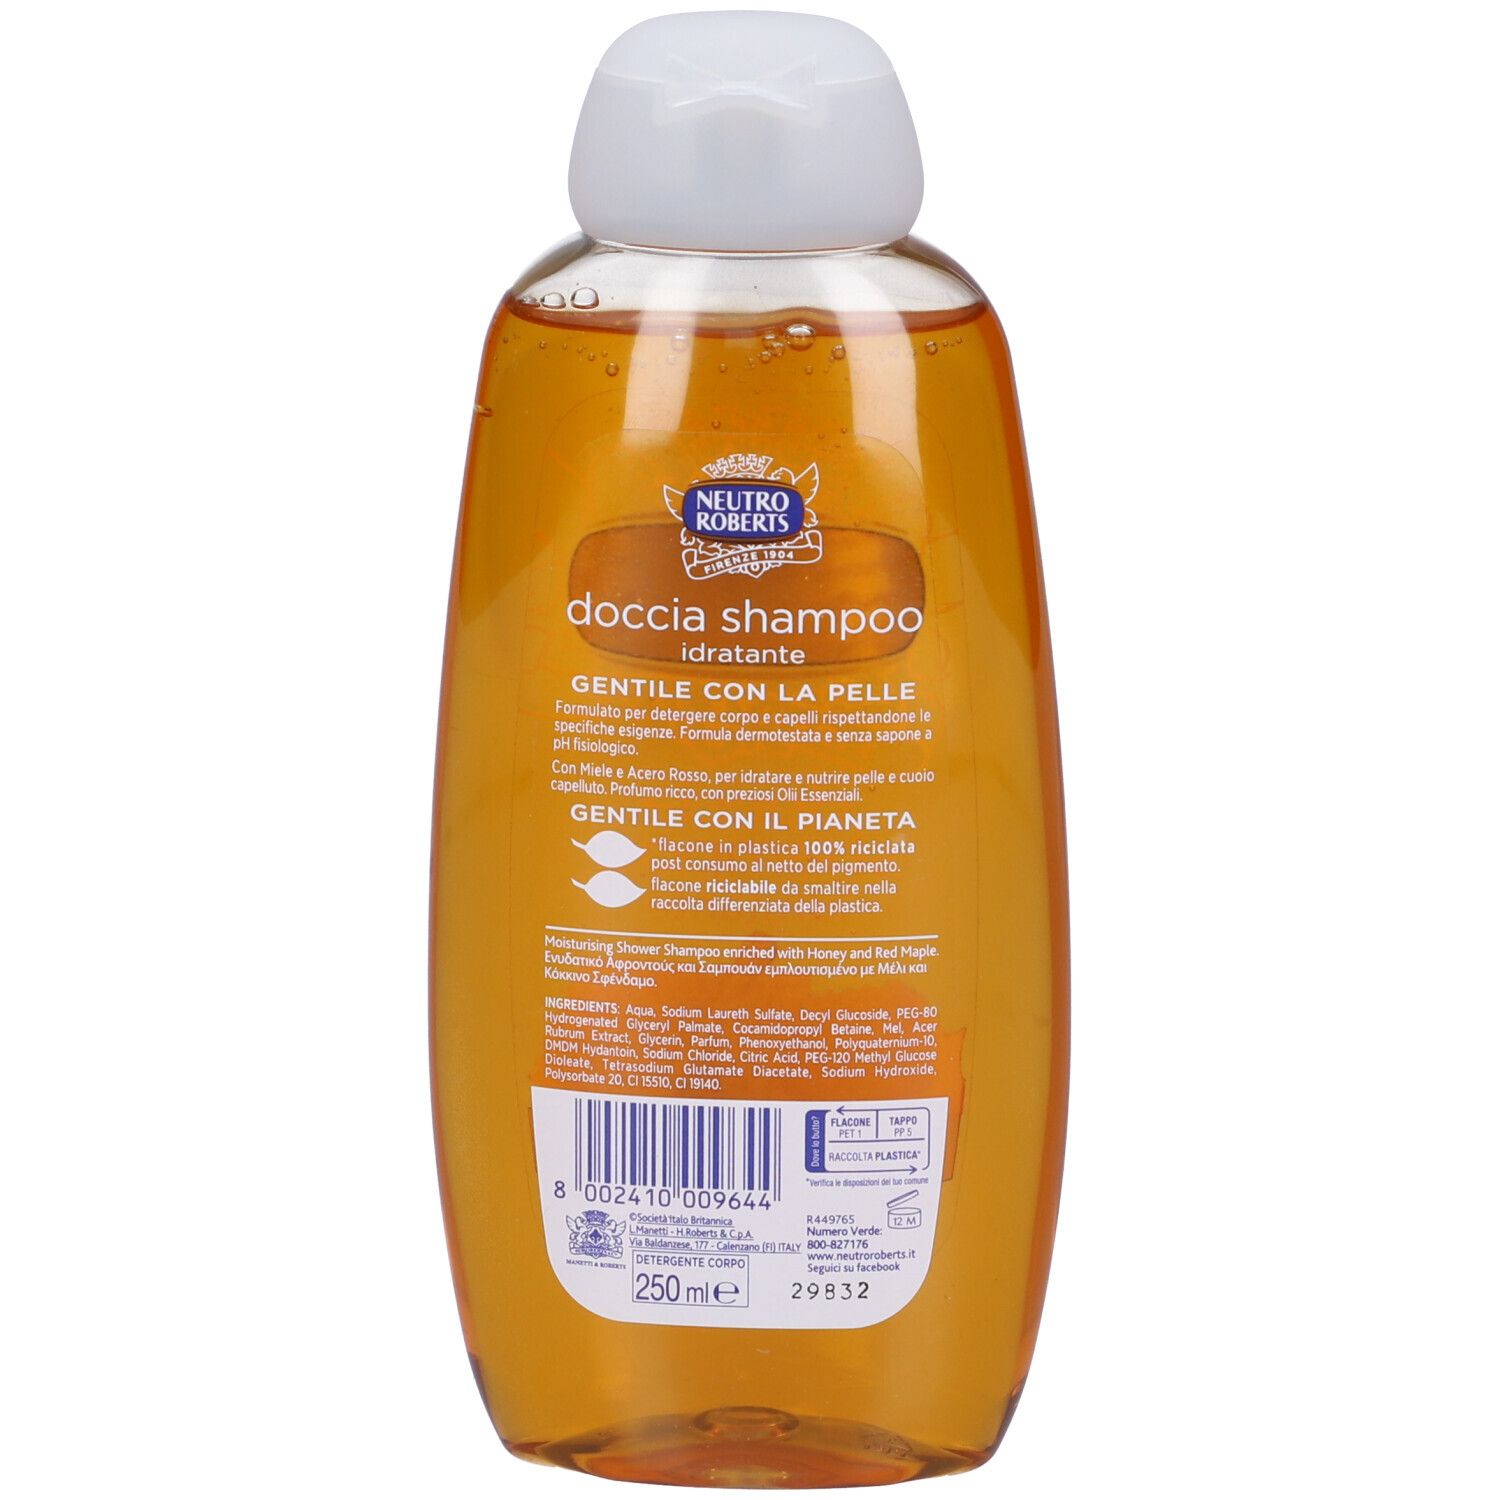 NEUTRO
ROBERTS
FIRENZE 1904
doccia shampoo
idratante
GENTILE CON LA PELLE
Formulato per detergere corpo e capelli rispettandone le
specifiche esigenze. Formula dermotestata e senza sapone a
pH fisiologico.
Con Miele e Acero Rosso, per idratare e nutrire pelle e cuoio
capelluto. Profumo ricco, con preziosi Olii Essenziali.
GENTILE CON IL PIANETA
*flacone in plastica 100% riciclata
post consumo al netto del pigmento.
flacone riciclabile da smaltire nella
raccolta differenziata della plastica.
Moisturising Shower Shampoo enriched with Honey and Red Maple.
Ενυδατικό Αφροντούς και Σαμπουάν εμπλουτισμένο με Μέλι και
Κόκκινο Σφένδαμο.
INGREDIENTS: Aqua, Sodium Laureth Sulfate, Decyl Glucoside, PEG-80
Hydrogenated Glyceryl Palmate, Cocamidopropyl Betaine, Mel, Acer
Rubrum Extract, Glycerin, Parfum, Phenoxyethanol, Polyquaternium-10,
DMDM Hydantoin, Sodium Chloride, Citric Acid, PEG-120 Methyl Glucose
Dioleate, Tetrasodium Glutamate Diacetate, Sodium Hydroxide,
Polysorbate 20, CI 15510, CI 19140.
8 002410 009644
Dove lo butto?
FLACONE TAPPO
PET 1 PP 5
RACCOLTA PLASTICA*
*Verifica le disposizioni del tuo comune
MANETTI & ROBERTS
©Società Italo Britannica
L.Manetti - H.Roberts & C.p.A.
Via Baldanzese, 177 - Calenzano (FI) ITALY
DETERGENTE CORPO
250 ml e
R449765
12 M
Numero Verde:
800-827176
www.neutroroberts.it
Seguici su facebook
29832